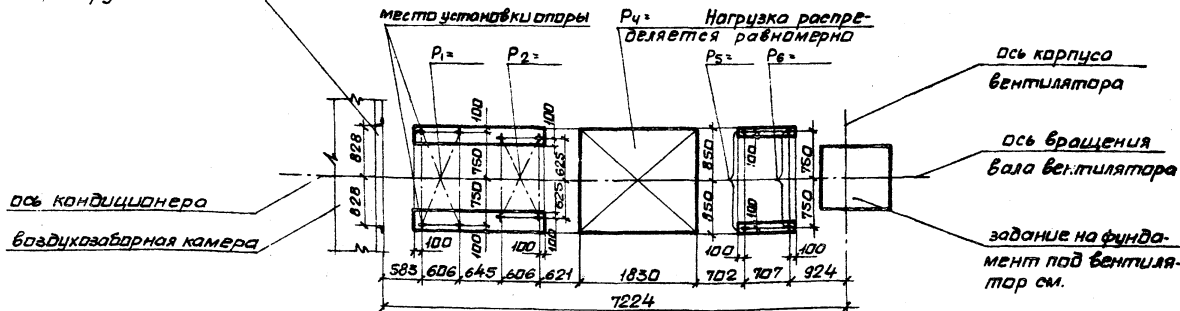 место установки опоры
P₄= Нагрузка распре-
деляется равномерно
P₁=
P₂=
P₅=
P₆=
ось корпуса
вентилятора
ось вращения
вала вентилятора
ось кондиционера
воздухозаборная камера
задание на фунда-
мент под вентиля-
тор см.
828
828
100
750
750
100
100
625
625
100
850
850
100
100
750
750
100
100
100
100
583 606 645 606 621 1830 702 707 924
7224